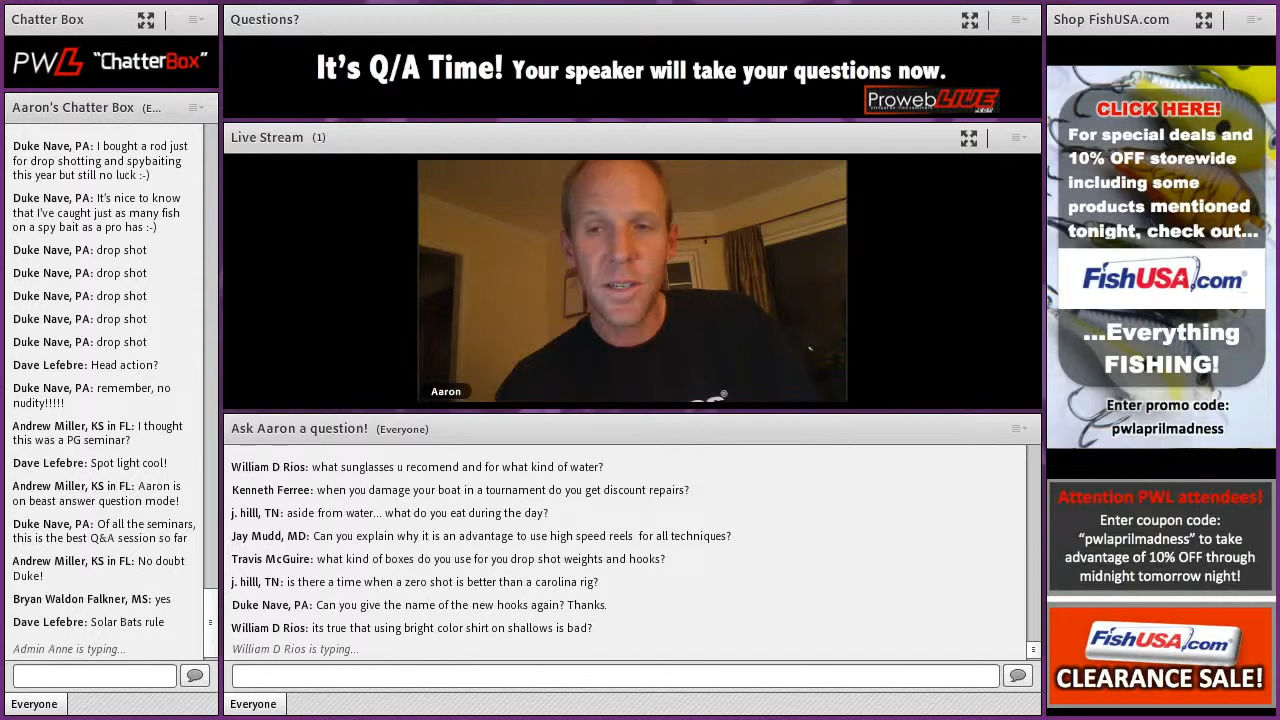 Chatter Box
PWL "ChatterBox"
Aaron's Chatter Box (E...
Duke Nave, PA: I bought a rod just
for drop shotting and spybaiting
this year but still no luck :-)
Duke Nave, PA: It's nice to know
that I've caught just as many fish
on a spy bait as a pro has :-)
Duke Nave, PA: drop shot
Duke Nave, PA: drop shot
Duke Nave, PA: drop shot
Duke Nave, PA: drop shot
Duke Nave, PA: drop shot
Dave Lefebre: Head action?
Duke Nave, PA: remember, no
nudity!!!!!
Andrew Miller, KS in FL: I thought
this was a PG seminar?
Dave Lefebre: Spot light cool!
Andrew Miller, KS in FL: Aaron is
on beast answer question mode!
Duke Nave, PA: Of all the seminars,
this is the best Q&A session so far
Andrew Miller, KS in FL: No doubt
Duke!
Bryan Waldon Falkner, MS: yes
Dave Lefebre: Solar Bats rule
Admin Anne is typing...
Everyone
Questions?
It's Q/A Time! Your speaker will take your questions now.
ProwebLIVE
.com
Live Stream (1)
Aaron
®
Ask Aaron a question! (Everyone)
William D Rios: what sunglasses u recomend and for what kind of water?
Kenneth Ferree: when you damage your boat in a tournament do you get discount repairs?
j. hilll, TN: aside from water... what do you eat during the day?
Jay Mudd, MD: Can you explain why it is an advantage to use high speed reels for all techniques?
Travis McGuire: what kind of boxes do you use for you drop shot weights and hooks?
j. hilll, TN: is there a time when a zero shot is better than a carolina rig?
Duke Nave, PA: Can you give the name of the new hooks again? Thanks.
William D Rios: its true that using bright color shirt on shallows is bad?
William D Rios is typing...
Everyone
Shop FishUSA.com
CLICK HERE!
For special deals and
10% OFF storewide
including some
products mentioned
tonight, check out...
FishUSA.com®
...Everything
FISHING!
Enter promo code:
pwlaprilmadness
Attention PWL attendees!
Enter coupon code:
"pwlaprilmadness" to take
advantage of 10% OFF through
midnight tomorrow night!
FishUSA.com®
CLEARANCE SALE!